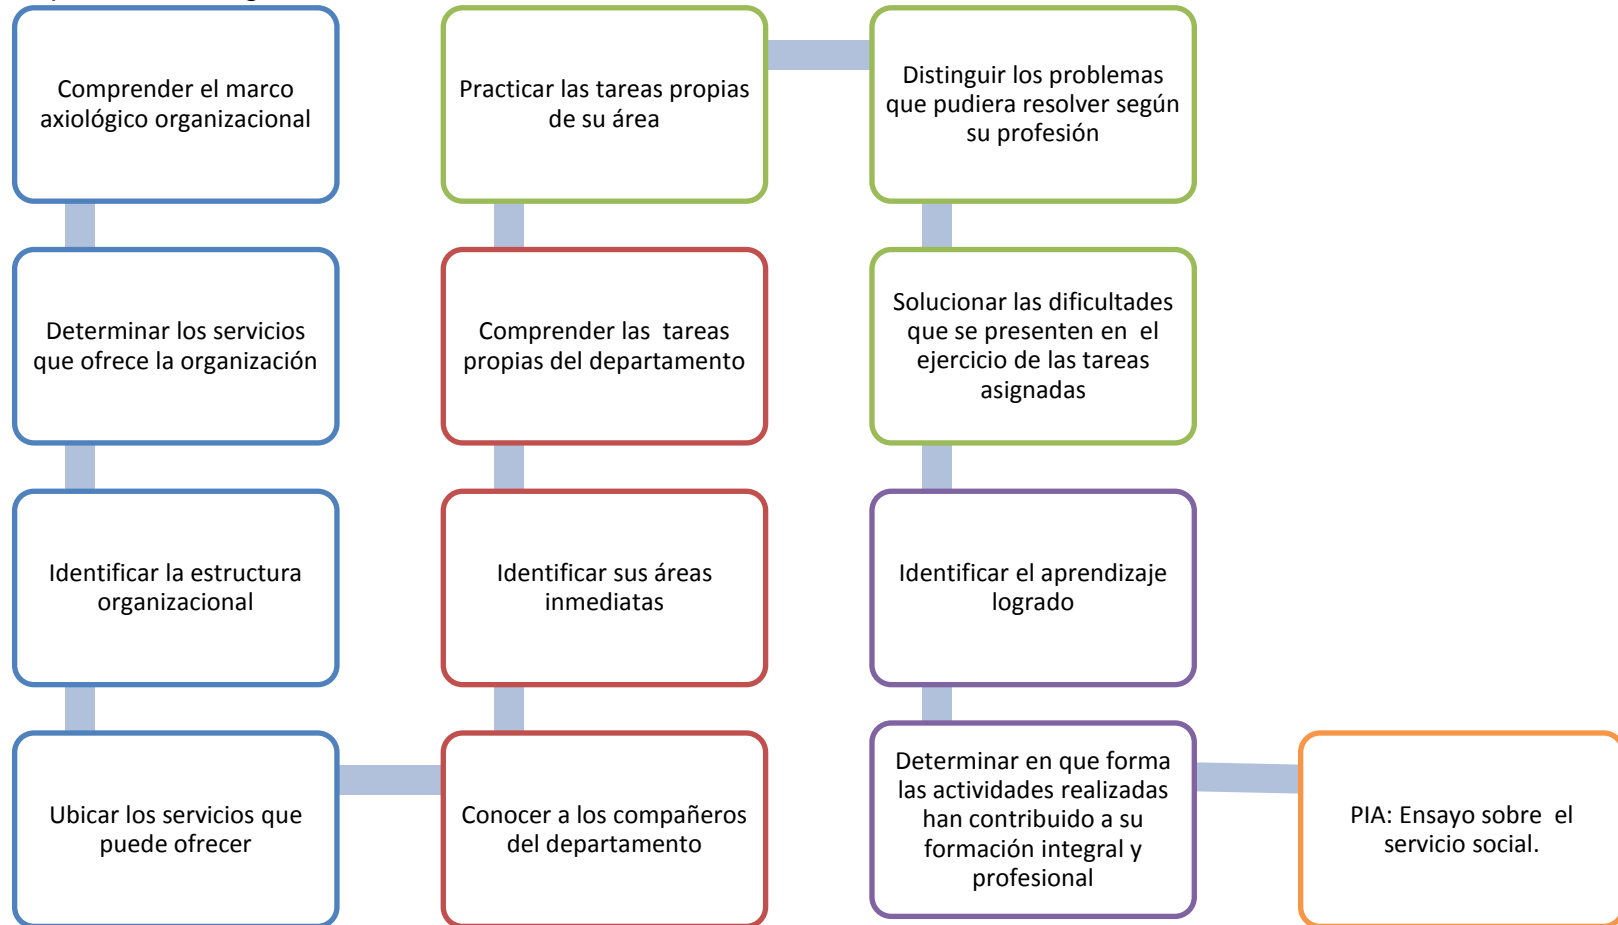 Comprender el marco
axiológico organizacional
Determinar los servicios
que ofrece la organización
Identificar la estructura
organizacional
Ubicar los servicios que
puede ofrecer
Conocer a los compañeros
del departamento
Identificar sus áreas
inmediatas
Comprender las  tareas
propias del departamento
Practicar las tareas propias
de su área
Distinguir los problemas
que pudiera resolver según
su profesión
Solucionar las dificultades
que se presenten en  el
ejercicio de las tareas
asignadas
Identificar el aprendizaje
logrado
Determinar en que forma
las actividades realizadas
han contribuido a su
formación integral y
profesional
PIA: Ensayo sobre  el
servicio social.